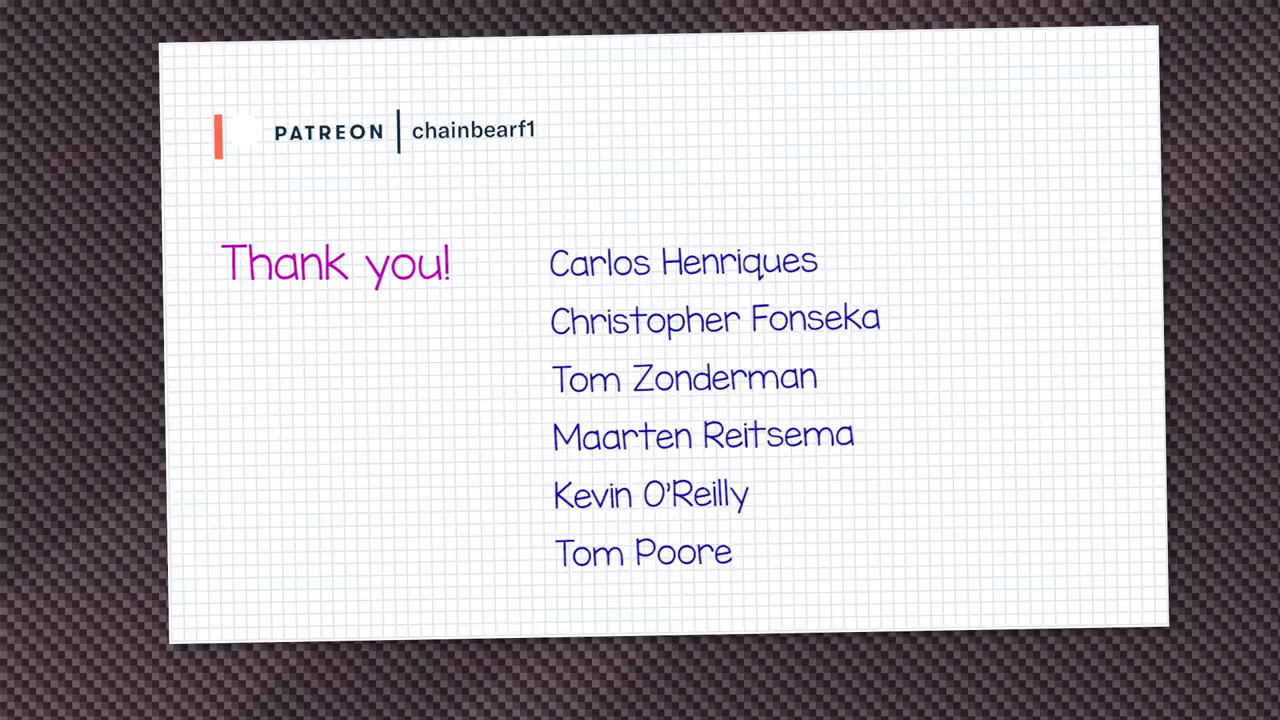 PATREON | chainbearf1
Thank you!
Carlos Henriques
Christopher Fonseka
Tom Zonderman
Maarten Reitsema
Kevin O'Reilly
Tom Poore